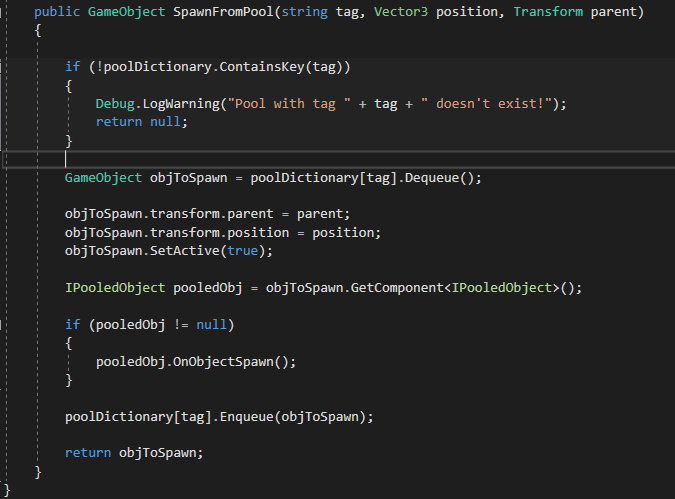 public GameObject SpawnFromPool(string tag, Vector3 position, Transform parent)
{
if (!poolDictionary.ContainsKey(tag))
{
Debug.LogWarning("Pool with tag " + tag + " doesn't exist!");
return null;
}
GameObject objToSpawn = poolDictionary[tag].Dequeue();
objToSpawn.transform.parent = parent;
objToSpawn.transform.position = position;
objToSpawn.SetActive(true);
IPooledObject pooledObj = objToSpawn.GetComponent<IPooledObject>();
if (pooledObj != null)
{
pooledObj.OnObjectSpawn();
}
poolDictionary[tag].Enqueue(objToSpawn);
return objToSpawn;
}
}